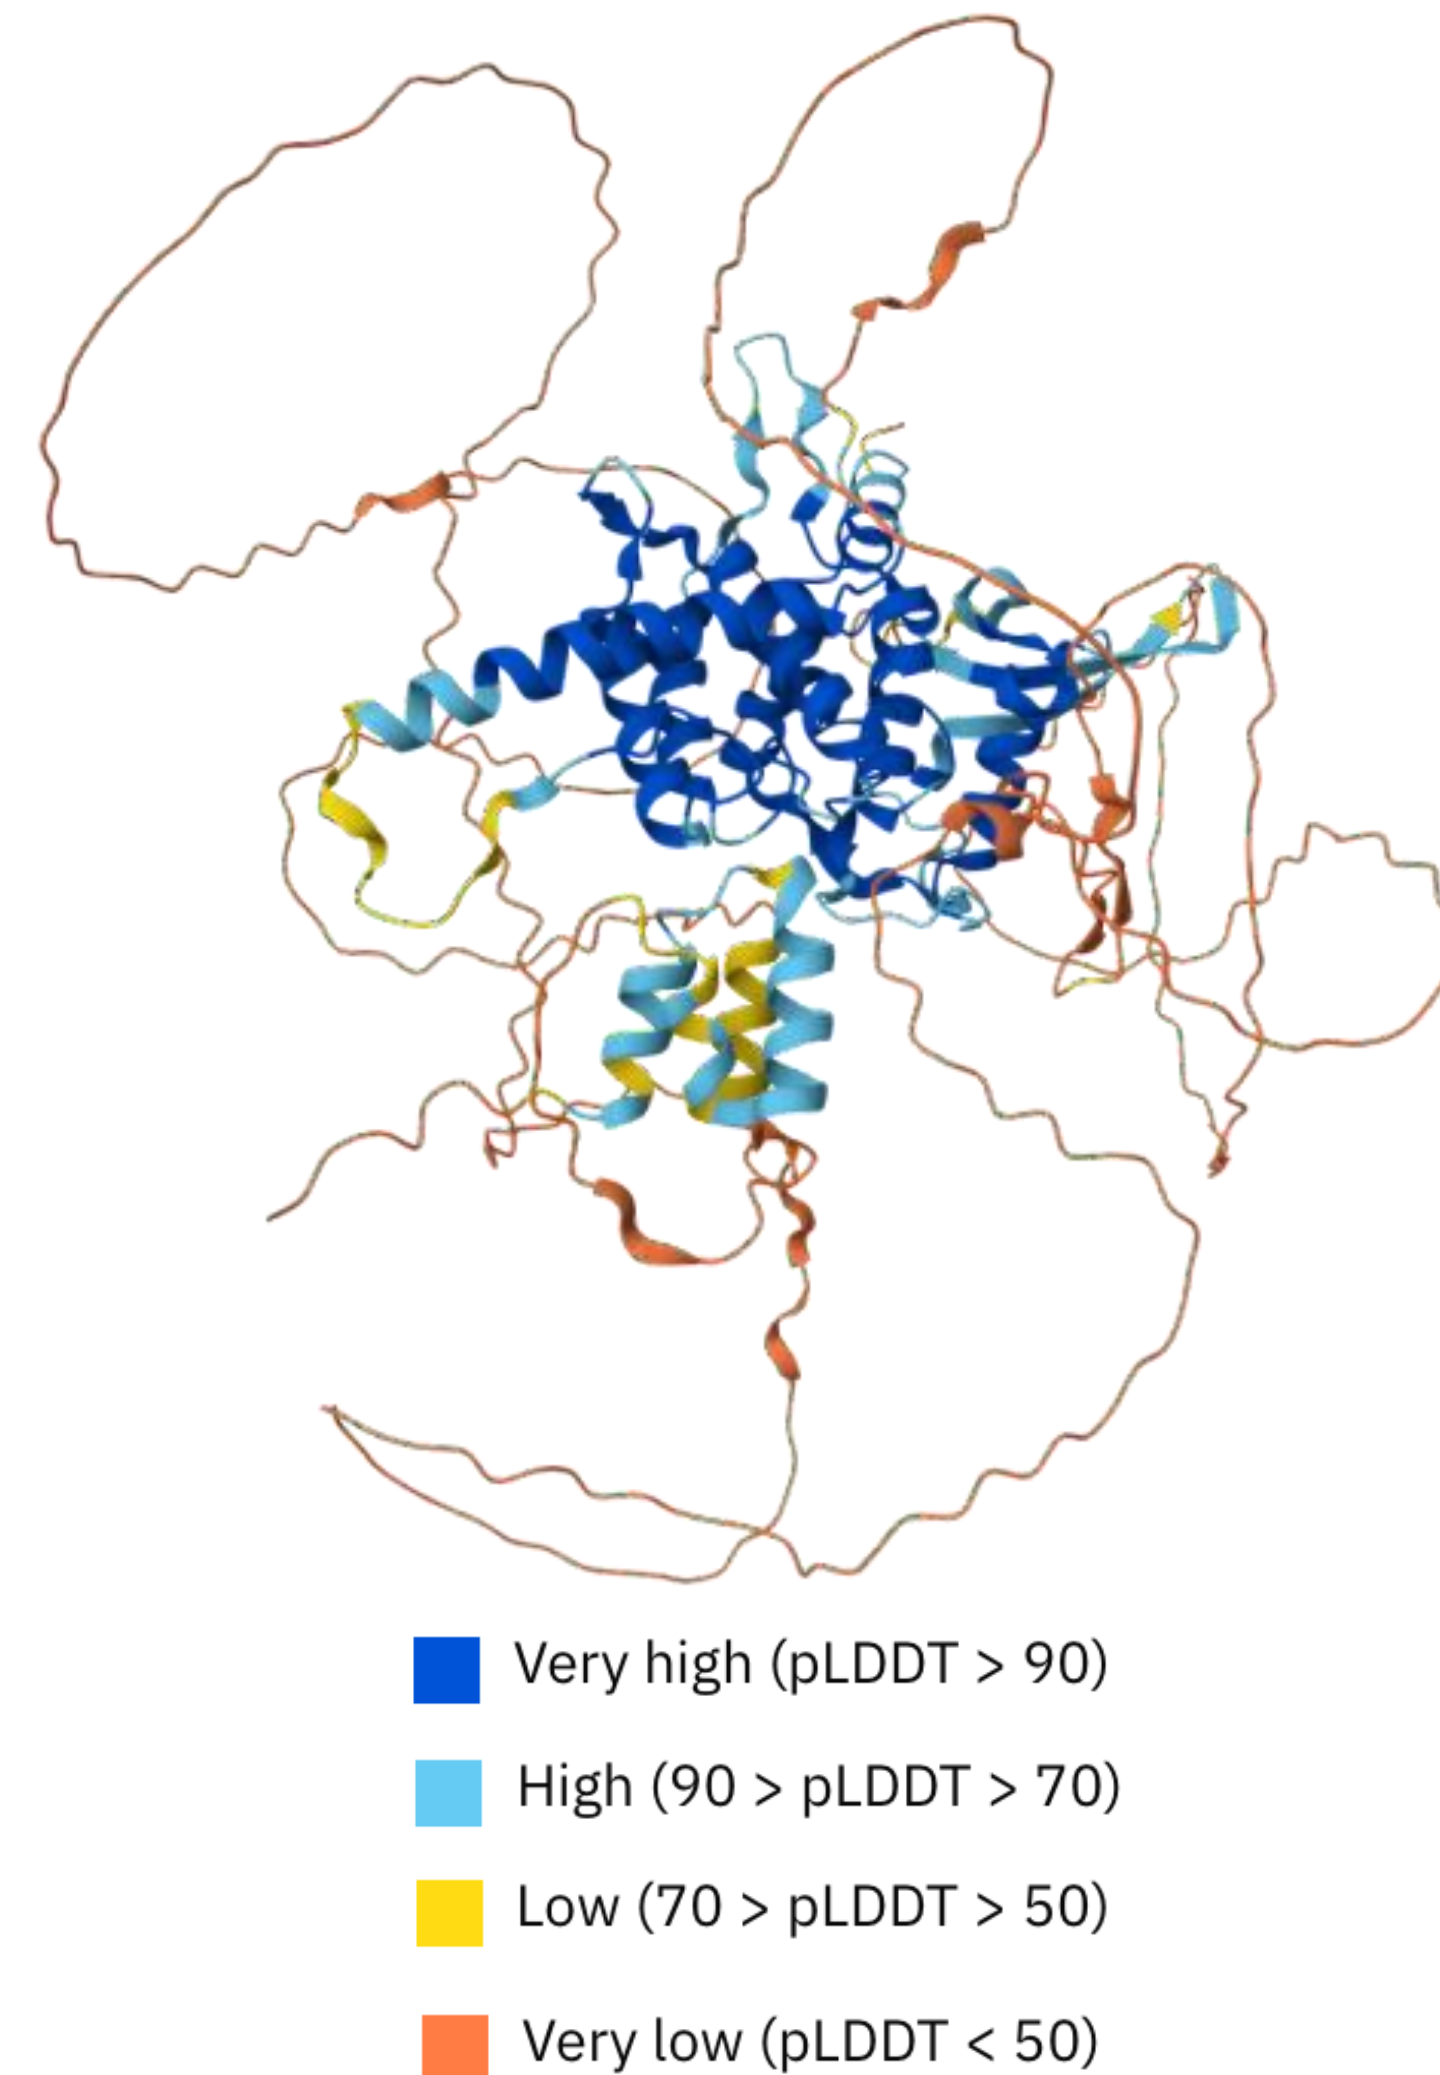 Very high (pLDDT > 90)
High (90 > pLDDT > 70)
Low (70 > pLDDT > 50)
Very low (pLDDT < 50)